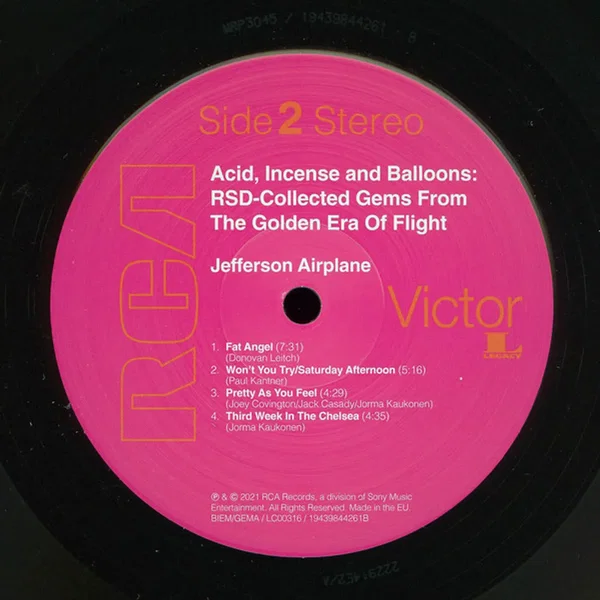 MRP3045 / 19439844261 B
Side 2 Stereo
RCA
Acid, Incense and Balloons:
RSD-Collected Gems From
The Golden Era Of Flight
Jefferson Airplane
Victor
L
LEGACY
1. Fat Angel (7:31)
(Donovan Leitch)
2. Won't You Try/Saturday Afternoon (5:16)
(Paul Kantner)
3. Pretty As You Feel (4:29)
(Joey Covington/Jack Casady/Jorma Kaukonen)
4. Third Week In The Chelsea (4:35)
(Jorma Kaukonen)
℗ & © 2021 RCA Records, a division of Sony Music
Entertainment. All Rights Reserved. Made in the EU.
BIEM/GEMA / LC00316 / 19439844261B